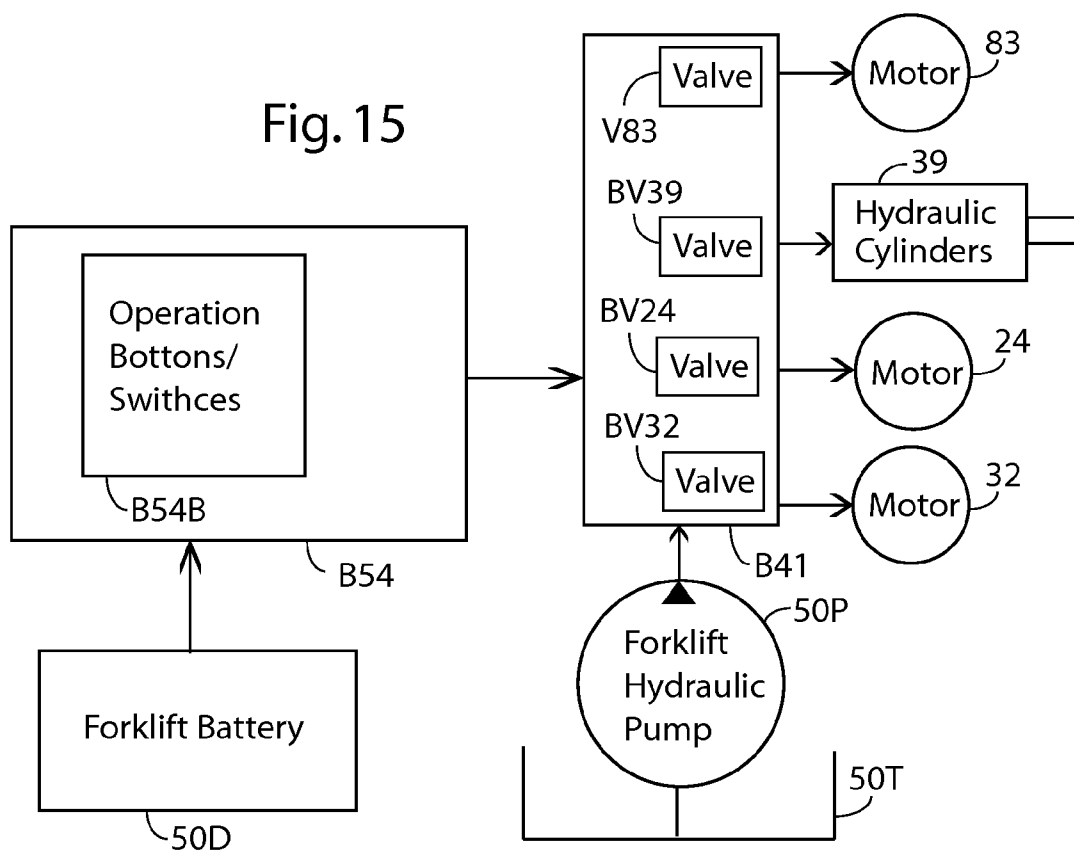 Fig. 15
Valve
Motor
83
V83
39
BV39
Valve
Hydraulic
Cylinders
Operation
Bottons/
Swithces
BV24
Valve
Motor
24
BV32
Valve
Motor
32
B54B
B54
B41
50P
Forklift
Hydraulic
Pump
Forklift Battery
50T
50D